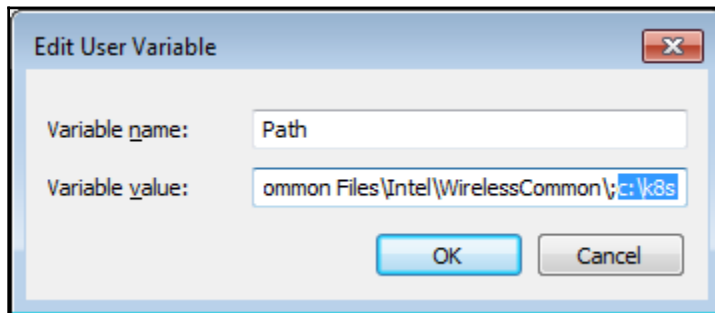 Edit User Variable
Variable name: Path
Variable value: ommon Files\Intel\WirelessCommon\;c:\k8s
OK Cancel